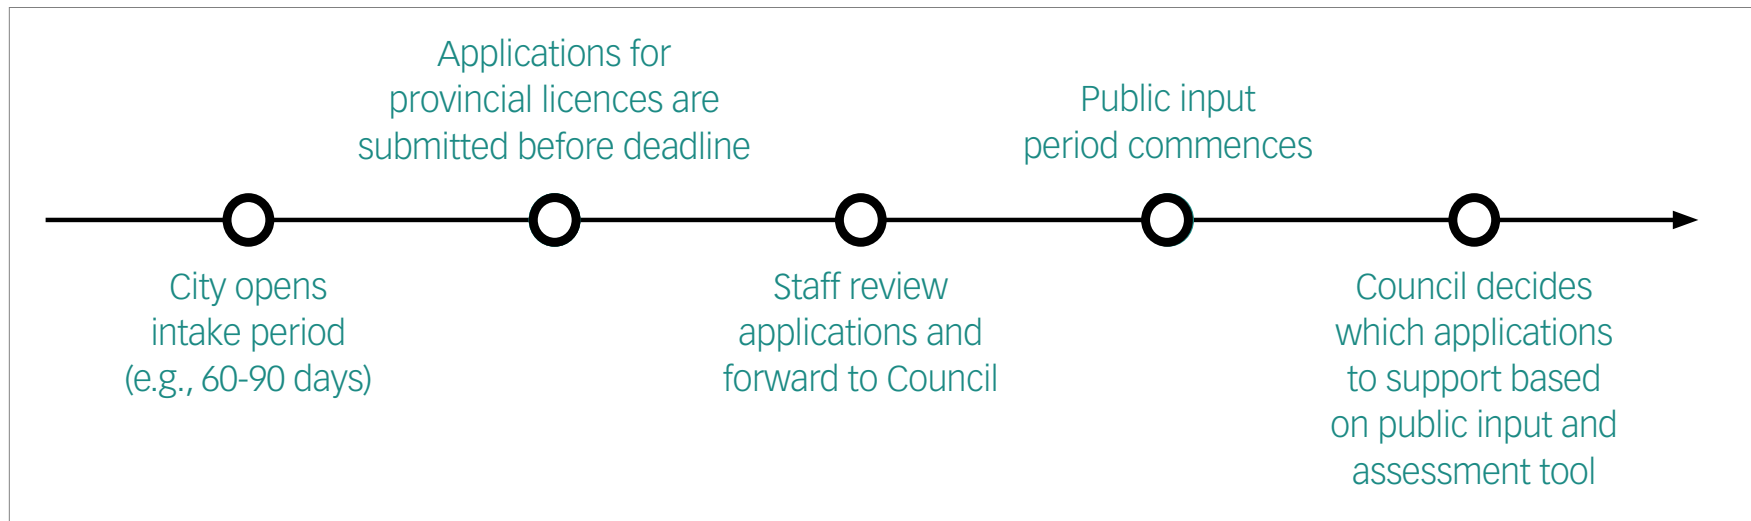 City opens
intake period
(e.g., 60-90 days)
Applications for
provincial licences are
submitted before deadline
Staff review
applications and
forward to Council
Public input
period commences
Council decides
which applications
to support based
on public input and
assessment tool